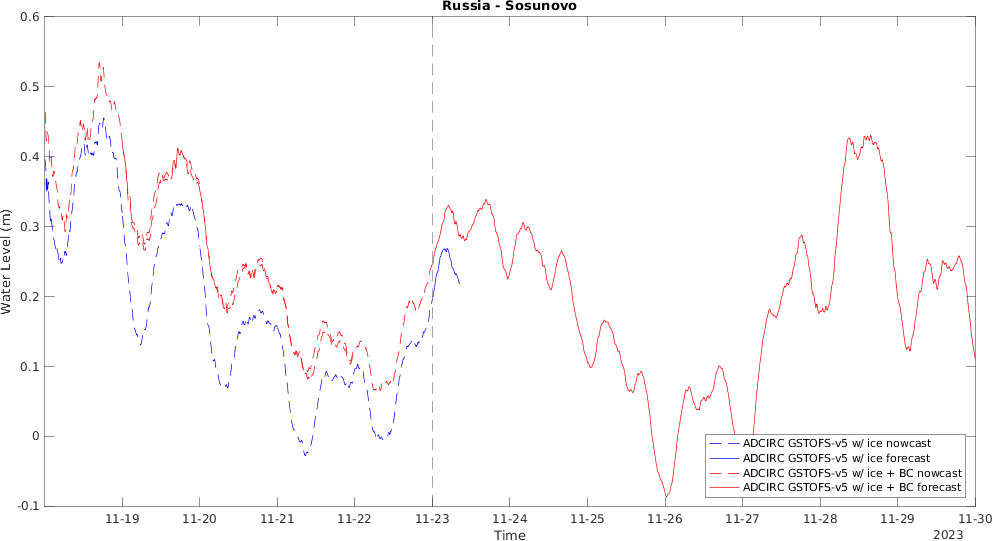 Russia - Sosunovo
Water Level (m)
0.6
0.5
0.4
0.3
0.2
0.1
0
-0.1
ADCIRC GSTOFS-v5 w/ ice nowcast
ADCIRC GSTOFS-v5 w/ ice forecast
ADCIRC GSTOFS-v5 w/ ice + BC nowcast
ADCIRC GSTOFS-v5 w/ ice + BC forecast
11-19 11-20 11-21 11-22 11-23 11-24 11-25 11-26 11-27 11-28 11-29 11-30
Time
2023